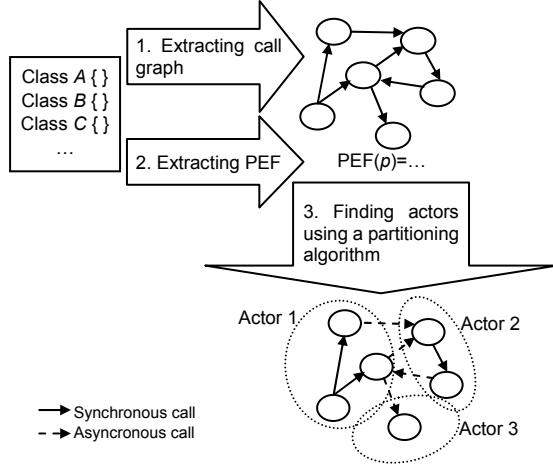 1. Extracting call
graph
Class A { }
Class B { }
Class C { }
…
2. Extracting PEF
PEF(p)=…
3. Finding actors
using a partitioning
algorithm
Actor 1
Actor 2
Synchronous call
Asyncronous call
Actor 3